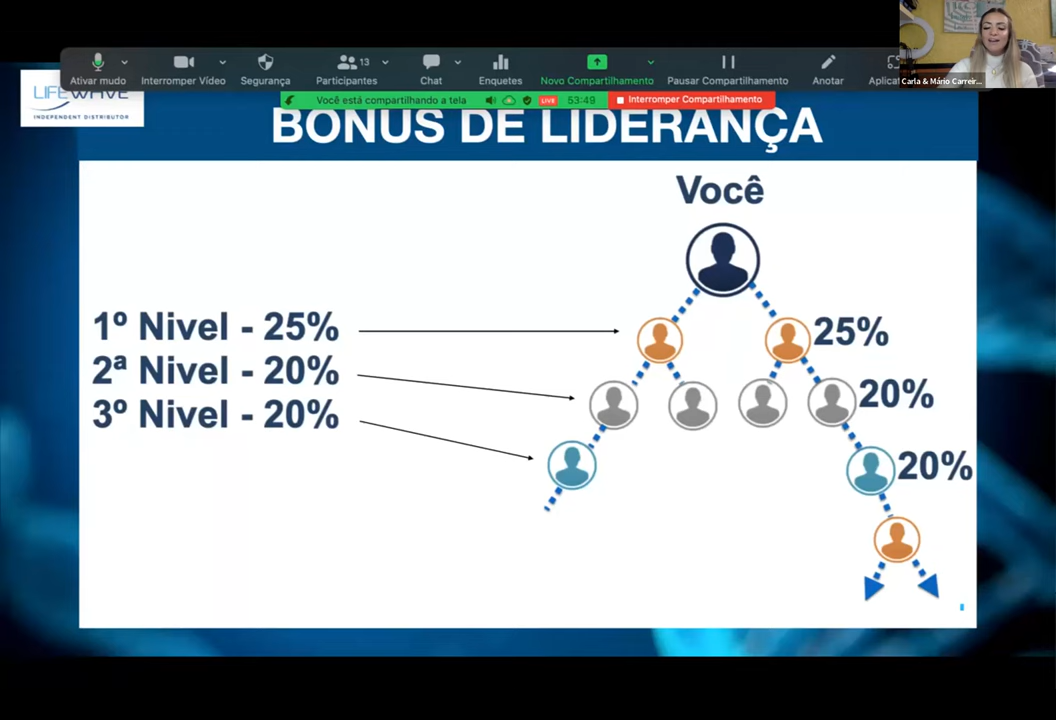 13
Ativar mudo
Interromper Vídeo
Segurança
Participantes
Chat
Enquetes
Novo Compartilhamento
Pausar Compartilhamento
Anotar
Você está compartilhando a tela
LIVE
53:49
Interromper Compartilhamento
Carla & Mário Carreir...
LIFEWAVE
INDEPENDENT DISTRIBUTOR
BONUS DE LIDERANÇA
Você
1º Nivel - 25%
2ª Nivel - 20%
3º Nivel - 20%
25%
20%
20%